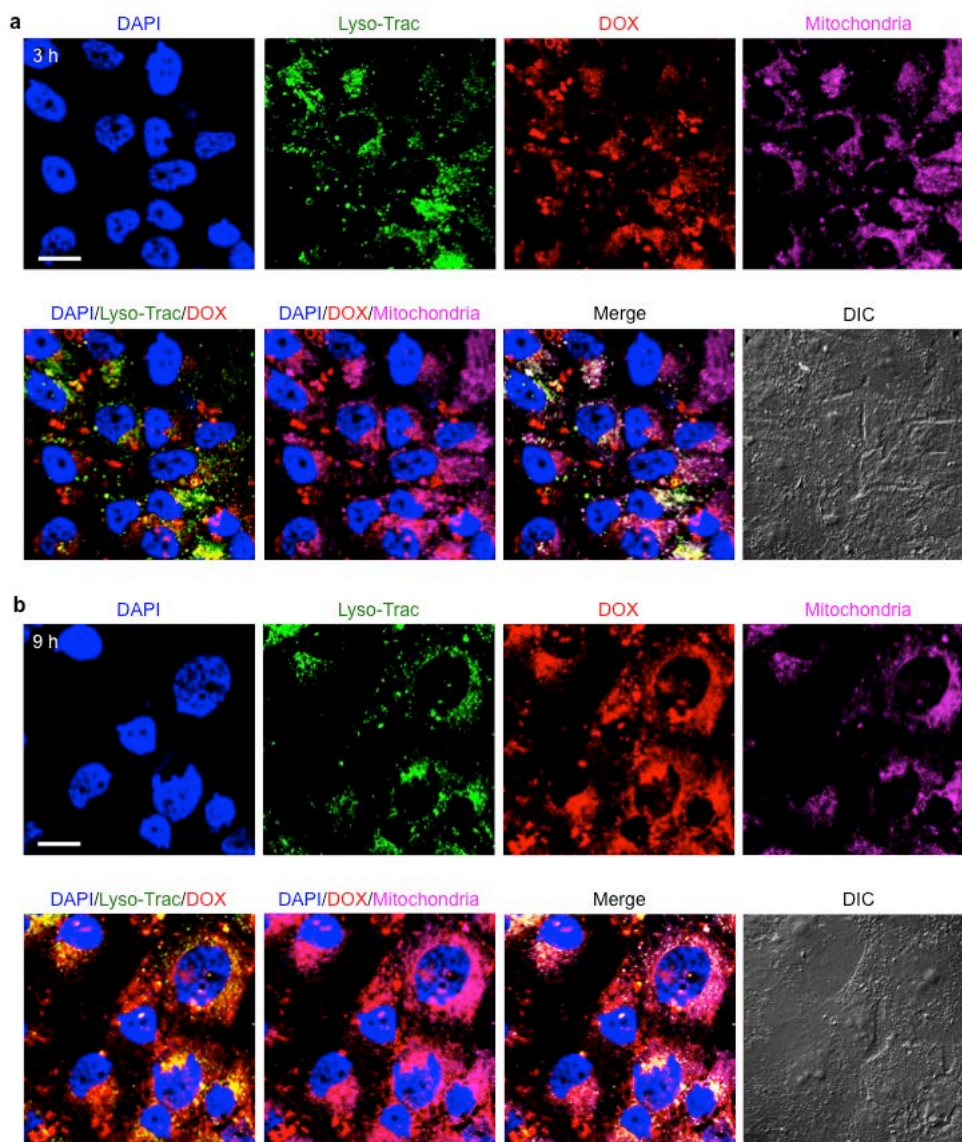 a
DAPI Lyso-Trac DOX Mitochondria
3 h
DAPI/Lyso-Trac/DOX DAPI/DOX/Mitochondria Merge DIC
b
DAPI Lyso-Trac DOX Mitochondria
9 h
DAPI/Lyso-Trac/DOX DAPI/DOX/Mitochondria Merge DIC